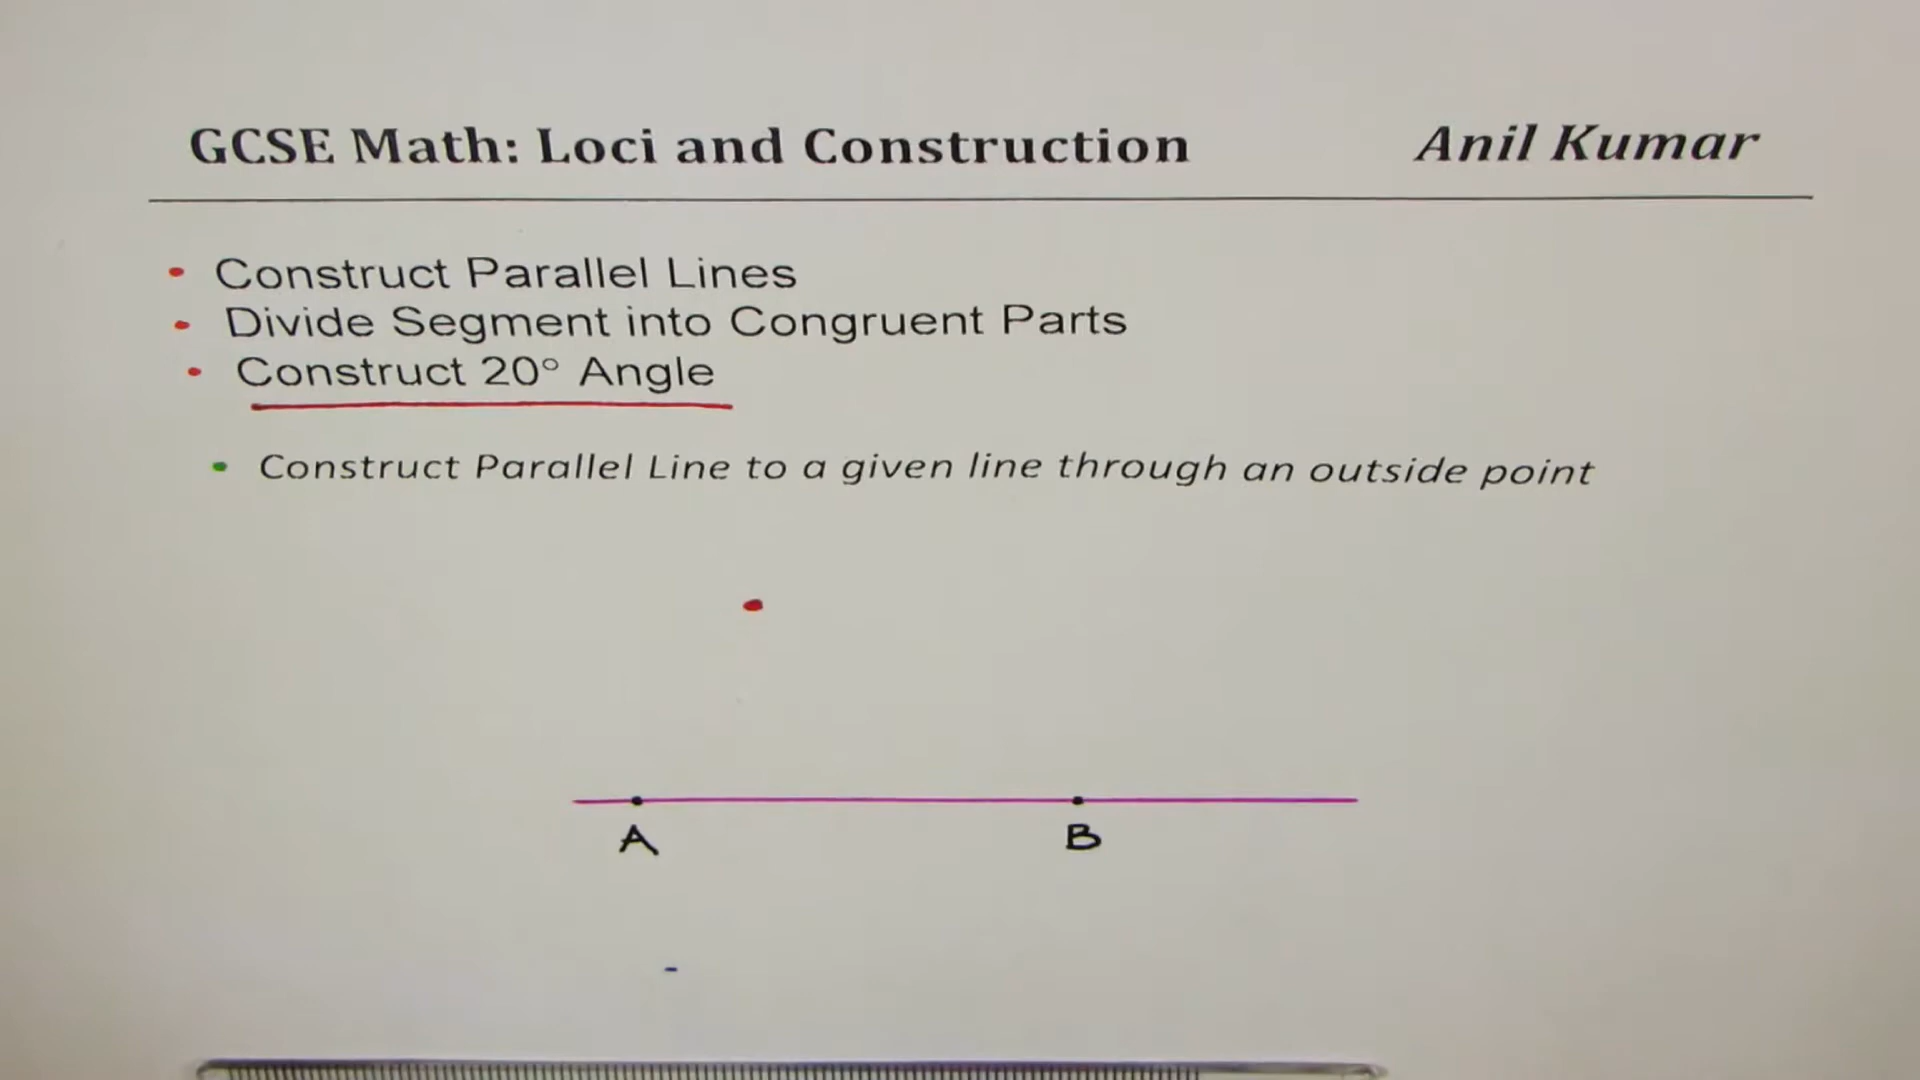 GCSE Math: Loci and Construction Anil Kumar
• Construct Parallel Lines
• Divide Segment into Congruent Parts
• Construct 20° Angle
• Construct Parallel Line to a given line through an outside point
A B